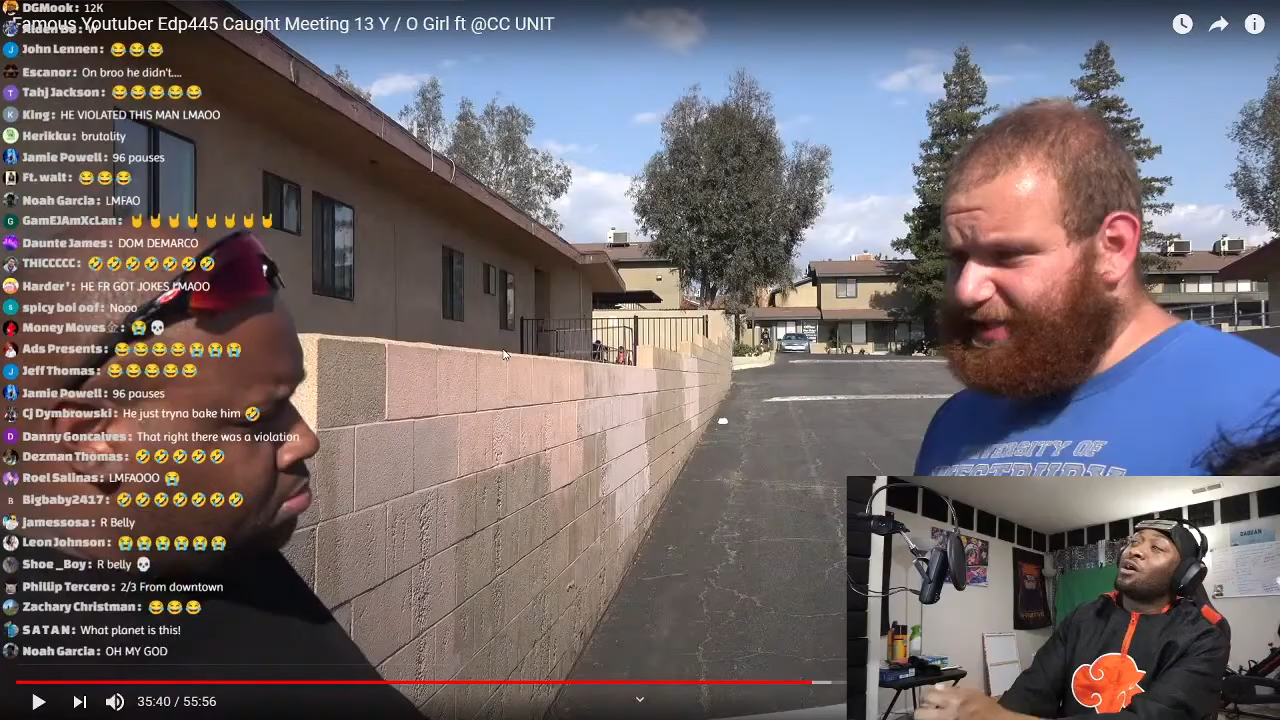 DGMook: 12K
Famous Youtuber Edp445 Caught Meeting 13 Y / O Girl ft @CC UNIT
John Lennen: 😂😂😂
Escanor: On broo he didn't....
Tahj Jackson: 😂😂😂😂😂
King: HE VIOLATED THIS MAN LMAOO
Herikku: brutality
Jamie Powell: 96 pauses
Ft. walt: 😂😂😂
Noah Garcia: LMFAO
GamEJAmXcLan: 🤘🤘🤘🤘🤘🤘🤘🤘
Daunte James: DOM DEMARCO
THICCCCC: 🤣🤣🤣🤣🤣🤣🤣
Harder': HE FR GOT JOKES LMAOO
spicy boi oof: Nooo
Money Moves: 😭💀
Ads Presents: 😂😂😂😂😭😭😭
Jeff Thomas: 😂😂😂😂😂
Jamie Powell: 96 pauses
Cj Dymbrowski: He just tryna bake him 🤣
Danny Goncalves: That right there was a violation
Dezman Thomas: 🤣🤣🤣🤣🤣
Roel Salinas: LMFAOOO 😭
Bigbaby2417: 🤣🤣🤣🤣🤣🤣🤣
jamessosa: R Belly
Leon Johnson: 😭😭😭😭😭
Shoe_Boy: R belly 💀
Phillip Tercero: 2/3 From downtown
Zachary Christman: 😂😂😂
S A T A N: What planet is this!
Noah Garcia: OH MY GOD
UNIVERSITY OF
35:40 / 55:56